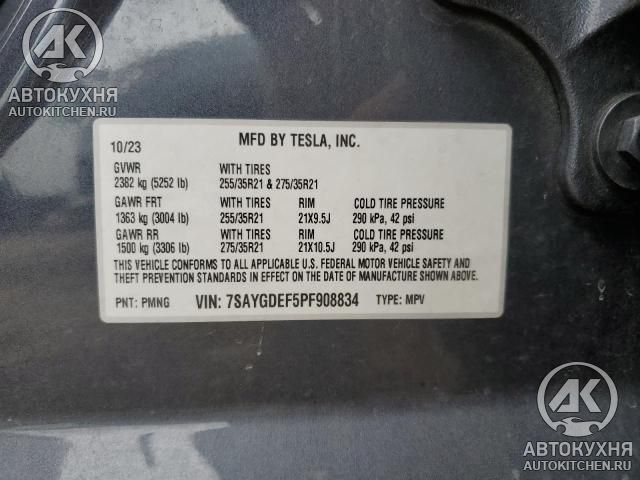 АВТОКУХНЯ
AUTOKITCHEN.RU
10/23 MFD BY TESLA, INC.
GVWR WITH TIRES
2382 kg (5252 lb) 255/35R21 & 275/35R21
GAWR FRT WITH TIRES RIM COLD TIRE PRESSURE
1363 kg (3004 lb) 255/35R21 21X9.5J 290 kPa, 42 psi
GAWR RR WITH TIRES RIM COLD TIRE PRESSURE
1500 kg (3306 lb) 275/35R21 21X10.5J 290 kPa, 42 psi
THIS VEHICLE CONFORMS TO ALL APPLICABLE U.S. FEDERAL MOTOR VEHICLE SAFETY AND
THEFT PREVENTION STANDARDS IN EFFECT ON THE DATE OF MANUFACTURE SHOWN ABOVE.
PNT: PMNG VIN: 7SAYGDEF5PF908834 TYPE: MPV
АК
АВТОКУХНЯ
AUTOKITCHEN.RU